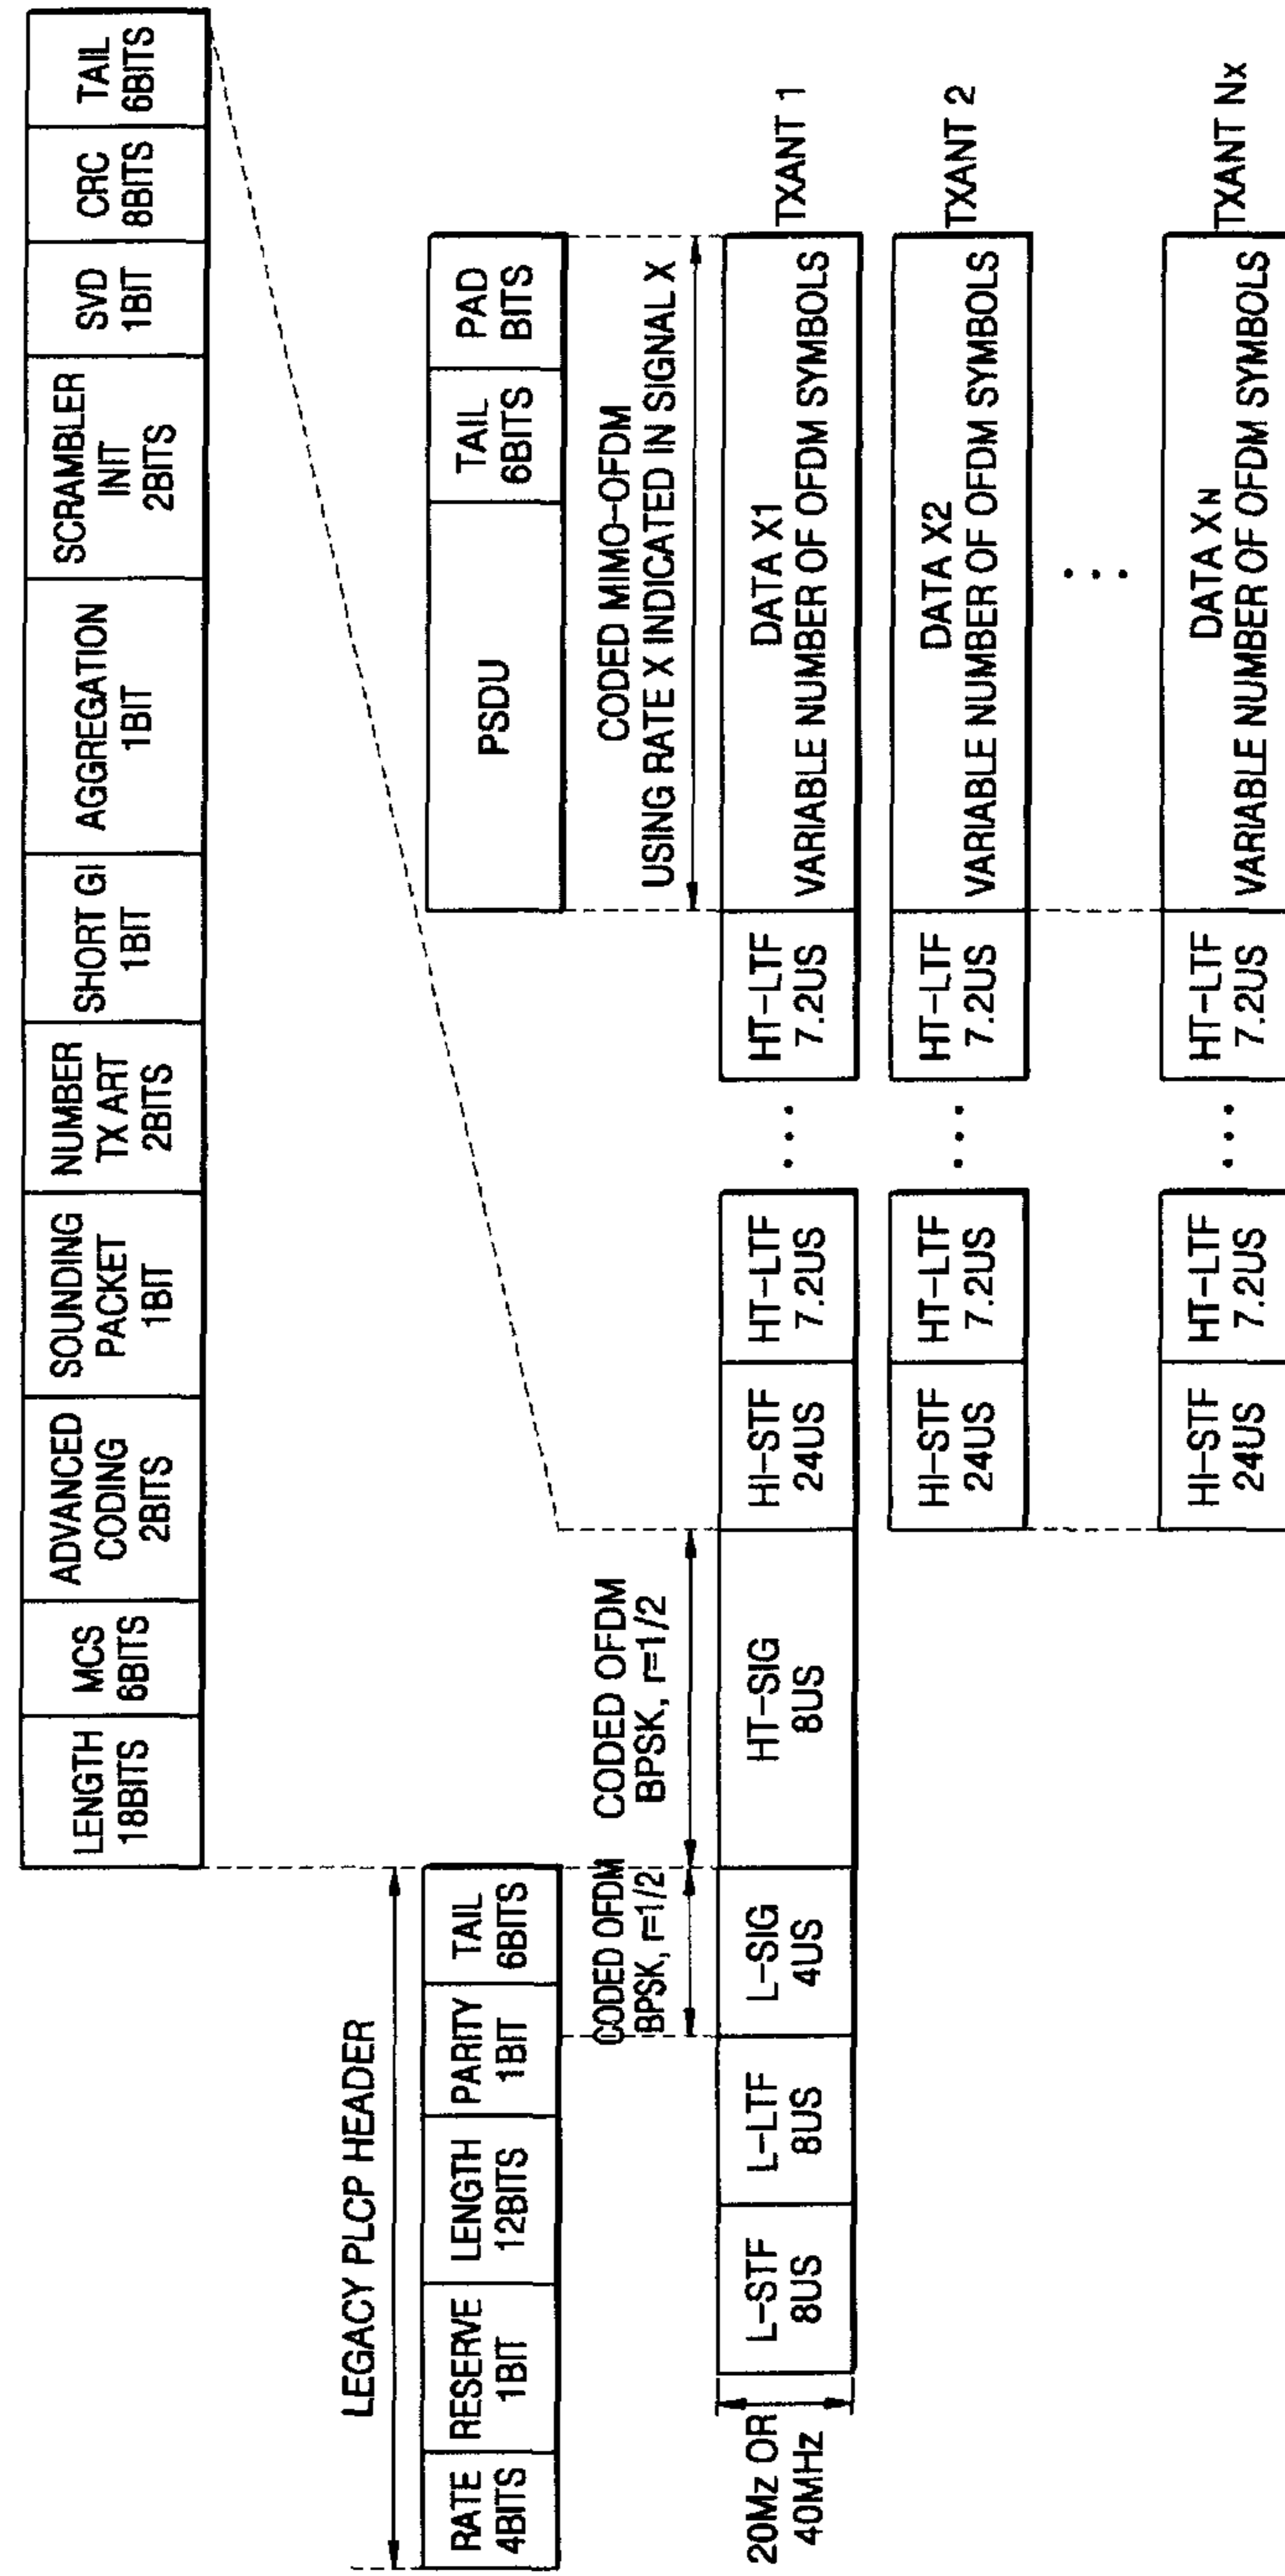 LENGTH
18BITS
MCS
6BITS
ADVANCED
CODING
2BITS
SOUNDING
PACKET
1BIT
NUMBER
TX ART
2BITS
SHORT GI
1BIT
AGGREGATION
1BIT
SCRAMBLER
INIT
2BITS
SVD
1BIT
CRC
8BITS
TAIL
6BITS
LEGACY PLCP HEADER
RATE
4BITS
RESERVE
1BIT
LENGTH
12BITS
PARITY
1BIT
TAIL
6BITS
PSDU
TAIL
6BITS
PAD
BITS
CODED OFDM
BPSK, r=1/2
CODED OFDM
BPSK, r=1/2
CODED MIMO-OFDM
USING RATE X INDICATED IN SIGNAL X
20Mz OR
40MHz
L-STF
8US
L-LTF
8US
L-SIG
4US
HT-SIG
8US
HI-STF
24US
HT-LTF
7.2US
...
HT-LTF
7.2US
DATA X1
VARIABLE NUMBER OF OFDM SYMBOLS
TXANT 1
HI-STF
24US
HT-LTF
7.2US
...
HT-LTF
7.2US
DATA X2
VARIABLE NUMBER OF OFDM SYMBOLS
TXANT 2
...
HI-STF
24US
HT-LTF
7.2US
...
HT-LTF
7.2US
DATA XN
VARIABLE NUMBER OF OFDM SYMBOLS
TXANT Nx